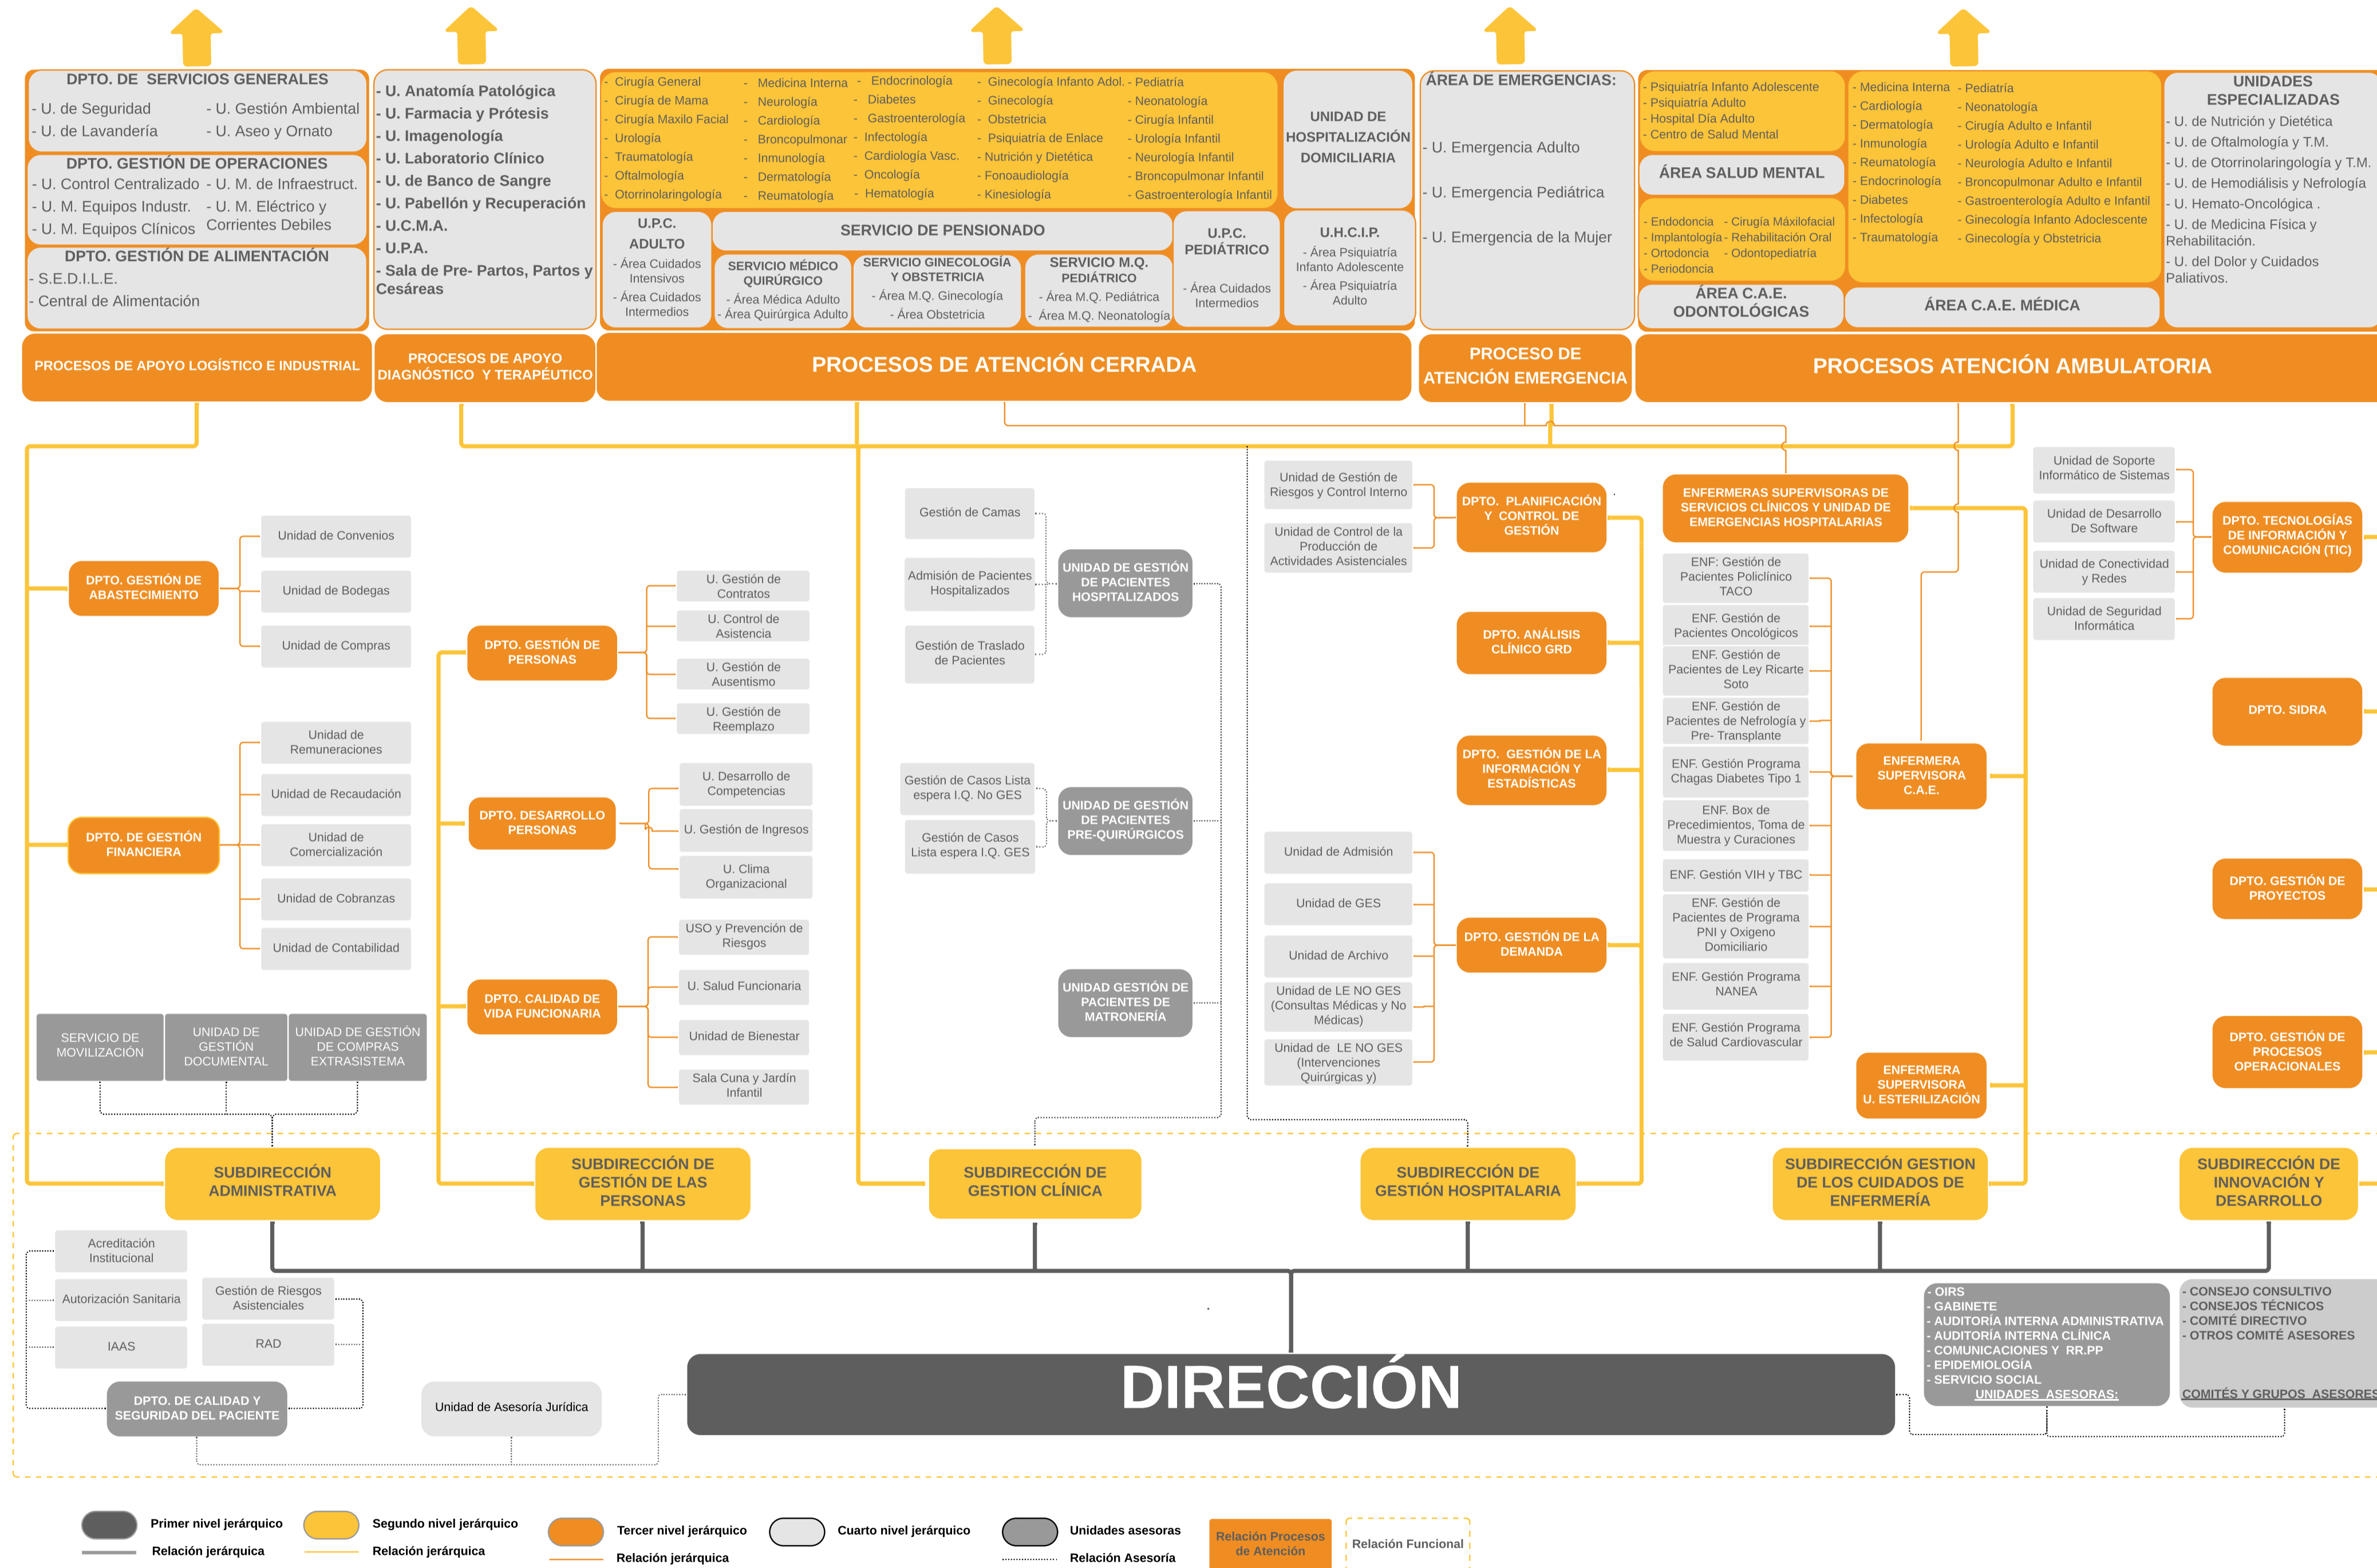 DPTO. DE SERVICIOS GENERALES
- U. de Seguridad
- U. de Lavandería
- U. Gestión Ambiental
- U. Aseo y Ornato
DPTO. GESTIÓN DE OPERACIONES
- U. Control Centralizado
- U. M. Equipos Industr.
- U. M. Equipos Clínicos
- U. M. de Infraestruct.
- U. M. Eléctrico y
Corrientes Debiles
DPTO. GESTIÓN DE ALIMENTACIÓN
- S.E.D.I.L.E.
- Central de Alimentación
PROCESOS DE APOYO LOGÍSTICO E INDUSTRIAL
- U. Anatomía Patológica
- U. Farmacia y Prótesis
- U. Imagenología
- U. Laboratorio Clínico
- U. de Banco de Sangre
- U. Pabellón y Recuperación
- U.C.M.A.
- U.P.A.
- Sala de Pre- Partos, Partos y
Cesáreas
PROCESOS DE APOYO
DIAGNÓSTICO Y TERAPÉUTICO
- Cirugía General
- Cirugía de Mama
- Cirugía Maxilo Facial
- Urología
- Traumatología
- Oftalmología
- Otorrinolaringología
- Medicina Interna
- Neurología
- Cardiología
- Broncopulmonar
- Inmunología
- Dermatología
- Reumatología
- Endocrinología
- Diabetes
- Gastroenterología
- Infectología
- Cardiología Vasc.
- Oncología
- Hematología
- Ginecología Infanto Adol.
- Ginecología
- Obstetricia
- Psiquiatría de Enlace
- Nutrición y Dietética
- Fonoaudiología
- Kinesiología
- Pediatría
- Neonatología
- Cirugía Infantil
- Urología Infantil
- Neurología Infantil
- Broncopulmonar Infantil
- Gastroenterología Infantil
UNIDAD DE
HOSPITALIZACIÓN
DOMICILIARIA
U.P.C.
ADULTO
- Área Cuidados
Intensivos
- Área Cuidados
Intermedios
SERVICIO DE PENSIONADO
SERVICIO MÉDICO
QUIRÚRGICO
- Área Médica Adulto
- Área Quirúrgica Adulto
SERVICIO GINECOLOGÍA
Y OBSTETRICIA
- Área M.Q. Ginecología
- Área Obstetricia
SERVICIO M.Q.
PEDIÁTRICO
- Área M.Q. Pediátrica
- Área M.Q. Neonatología
U.P.C.
PEDIÁTRICO
- Área Cuidados
Intermedios
U.H.C.I.P.
- Área Psiquiatría
Infanto Adolescente
- Área Psiquiatría
Adulto
PROCESOS DE ATENCIÓN CERRADA
ÁREA DE EMERGENCIAS:
- U. Emergencia Adulto
- U. Emergencia Pediátrica
- U. Emergencia de la Mujer
PROCESO DE
ATENCIÓN EMERGENCIA
- Psiquiatría Infanto Adolescente
- Psiquiatría Adulto
- Hospital Día Adulto
- Centro de Salud Mental
ÁREA SALUD MENTAL
- Endodoncia
- Implantología
- Ortodoncia
- Periodoncia
- Cirugía Máxilofacial
- Rehabilitación Oral
- Odontopediatría
ÁREA C.A.E.
ODONTOLÓGICAS
- Medicina Interna
- Cardiología
- Dermatología
- Inmunología
- Reumatología
- Endocrinología
- Diabetes
- Infectología
- Traumatología
- Pediatría
- Neonatología
- Cirugía Adulto e Infantil
- Urología Adulto e Infantil
- Neurología Adulto e Infantil
- Broncopulmonar Adulto e Infantil
- Gastroenterología Adulto e Infantil
- Ginecología Infanto Adoclescente
- Ginecología y Obstetricia
ÁREA C.A.E. MÉDICA
UNIDADES
ESPECIALIZADAS
- U. de Nutrición y Dietética
- U. de Oftalmología y T.M.
- U. de Otorrinolaringología y T.M.
- U. de Hemodiálisis y Nefrología
- U. Hemato-Oncológica .
- U. de Medicina Física y
Rehabilitación.
- U. del Dolor y Cuidados
Paliativos.
PROCESOS ATENCIÓN AMBULATORIA
DPTO. GESTIÓN DE
ABASTECIMIENTO
Unidad de Convenios
Unidad de Bodegas
Unidad de Compras
DPTO. DE GESTIÓN
FINANCIERA
Unidad de
Remuneraciones
Unidad de Recaudación
Unidad de
Comercialización
Unidad de Cobranzas
Unidad de Contabilidad
SERVICIO DE
MOVILIZACIÓN
UNIDAD DE
GESTIÓN
DOCUMENTAL
UNIDAD DE GESTIÓN
DE COMPRAS
EXTRASISTEMA
DPTO. GESTIÓN DE
PERSONAS
U. Gestión de
Contratos
U. Control de
Asistencia
U. Gestión de
Ausentismo
U. Gestión de
Reemplazo
DPTO. DESARROLLO
PERSONAS
U. Desarrollo de
Competencias
U. Gestión de Ingresos
U. Clima
Organizacional
DPTO. CALIDAD DE
VIDA FUNCIONARIA
USO y Prevención de
Riesgos
U. Salud Funcionaria
Unidad de Bienestar
Sala Cuna y Jardín
Infantil
Gestión de Camas
Admisión de Pacientes
Hospitalizados
Gestión de Traslado
de Pacientes
UNIDAD DE GESTIÓN
DE PACIENTES
HOSPITALIZADOS
Gestión de Casos Lista
espera I.Q. No GES
Gestión de Casos
Lista espera I.Q. GES
UNIDAD DE GESTIÓN
DE PACIENTES
PRE-QUIRÚRGICOS
UNIDAD GESTIÓN DE
PACIENTES DE
MATRONERÍA
Unidad de Gestión de
Riesgos y Control Interno
Unidad de Control de la
Producción de
Actividades Asistenciales
DPTO. PLANIFICACIÓN
Y CONTROL DE
GESTIÓN
DPTO. ANÁLISIS
CLÍNICO GRD
DPTO. GESTIÓN DE LA
INFORMACIÓN Y
ESTADÍSTICAS
Unidad de Admisión
Unidad de GES
Unidad de Archivo
Unidad de LE NO GES
(Consultas Médicas y No
Médicas)
Unidad de LE NO GES
(Intervenciones
Quirúrgicas y)
DPTO. GESTIÓN DE LA
DEMANDA
ENFERMERAS SUPERVISORAS DE
SERVICIOS CLÍNICOS Y UNIDAD DE
EMERGENCIAS HOSPITALARIAS
ENF: Gestión de
Pacientes Policlínico
TACO
ENF. Gestión de
Pacientes Oncológicos
ENF. Gestión de
Pacientes de Ley Ricarte
Soto
ENF. Gestión de
Pacientes de Nefrología y
Pre- Transplante
ENF. Gestión Programa
Chagas Diabetes Tipo 1
ENF. Box de
Precedimientos, Toma de
Muestra y Curaciones
ENF. Gestión VIH y TBC
ENF. Gestión de
Pacientes de Programa
PNI y Oxigeno
Domiciliario
ENF. Gestión Programa
NANEA
ENF. Gestión Programa
de Salud Cardiovascular
ENFERMERA
SUPERVISORA
C.A.E.
ENFERMERA
SUPERVISORA
U. ESTERILIZACIÓN
Unidad de Soporte
Informático de Sistemas
Unidad de Desarrollo
De Software
Unidad de Conectividad
y Redes
Unidad de Seguridad
Informática
DPTO. TECNOLOGÍAS
DE INFORMACIÓN Y
COMUNICACIÓN (TIC)
DPTO. SIDRA
DPTO. GESTIÓN DE
PROYECTOS
DPTO. GESTIÓN DE
PROCESOS
OPERACIONALES
SUBDIRECCIÓN
ADMINISTRATIVA
SUBDIRECCIÓN DE
GESTIÓN DE LAS
PERSONAS
SUBDIRECCIÓN DE
GESTION CLÍNICA
SUBDIRECCIÓN DE
GESTIÓN HOSPITALARIA
SUBDIRECCIÓN GESTION
DE LOS CUIDADOS DE
ENFERMERÍA
SUBDIRECCIÓN DE
INNOVACIÓN Y
DESARROLLO
Acreditación
Institucional
Autorización Sanitaria
IAAS
Gestión de Riesgos
Asistenciales
RAD
DPTO. DE CALIDAD Y
SEGURIDAD DEL PACIENTE
Unidad de Asesoría Jurídica
DIRECCIÓN
- OIRS
- GABINETE
- AUDITORÍA INTERNA ADMINISTRATIVA
- AUDITORÍA INTERNA CLÍNICA
- COMUNICACIONES Y RR.PP
- EPIDEMIOLOGÍA
- SERVICIO SOCIAL
UNIDADES ASESORAS:
- CONSEJO CONSULTIVO
- CONSEJOS TÉCNICOS
- COMITÉ DIRECTIVO
- OTROS COMITÉ ASESORES
COMITÉS Y GRUPOS ASESORES
Primer nivel jerárquico
Relación jerárquica
Segundo nivel jerárquico
Relación jerárquica
Tercer nivel jerárquico
Relación jerárquica
Cuarto nivel jerárquico
Unidades asesoras
Relación Asesoría
Relación Procesos
de Atención
Relación Funcional